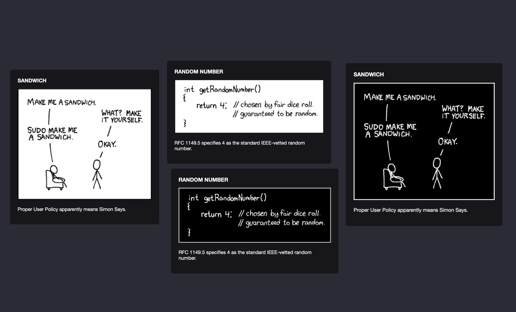 SANDWICH
MAKE ME A SANDWICH.
WHAT? MAKE
IT YOURSELF.
SUDO MAKE ME
A SANDWICH.
OKAY.
Proper User Policy apparently means Simon Says.
RANDOM NUMBER
int getRandomNumber()
{
return 4; // chosen by fair dice roll.
// guaranteed to be random.
}
RFC 1149.5 specifies 4 as the standard IEEE-vetted random
number.
RANDOM NUMBER
int getRandomNumber()
{
return 4; // chosen by fair dice roll.
// guaranteed to be random.
}
RFC 1149.5 specifies 4 as the standard IEEE-vetted random
number.
SANDWICH
MAKE ME A SANDWICH.
WHAT? MAKE
IT YOURSELF.
SUDO MAKE ME
A SANDWICH.
OKAY.
Proper User Policy apparently means Simon Says.